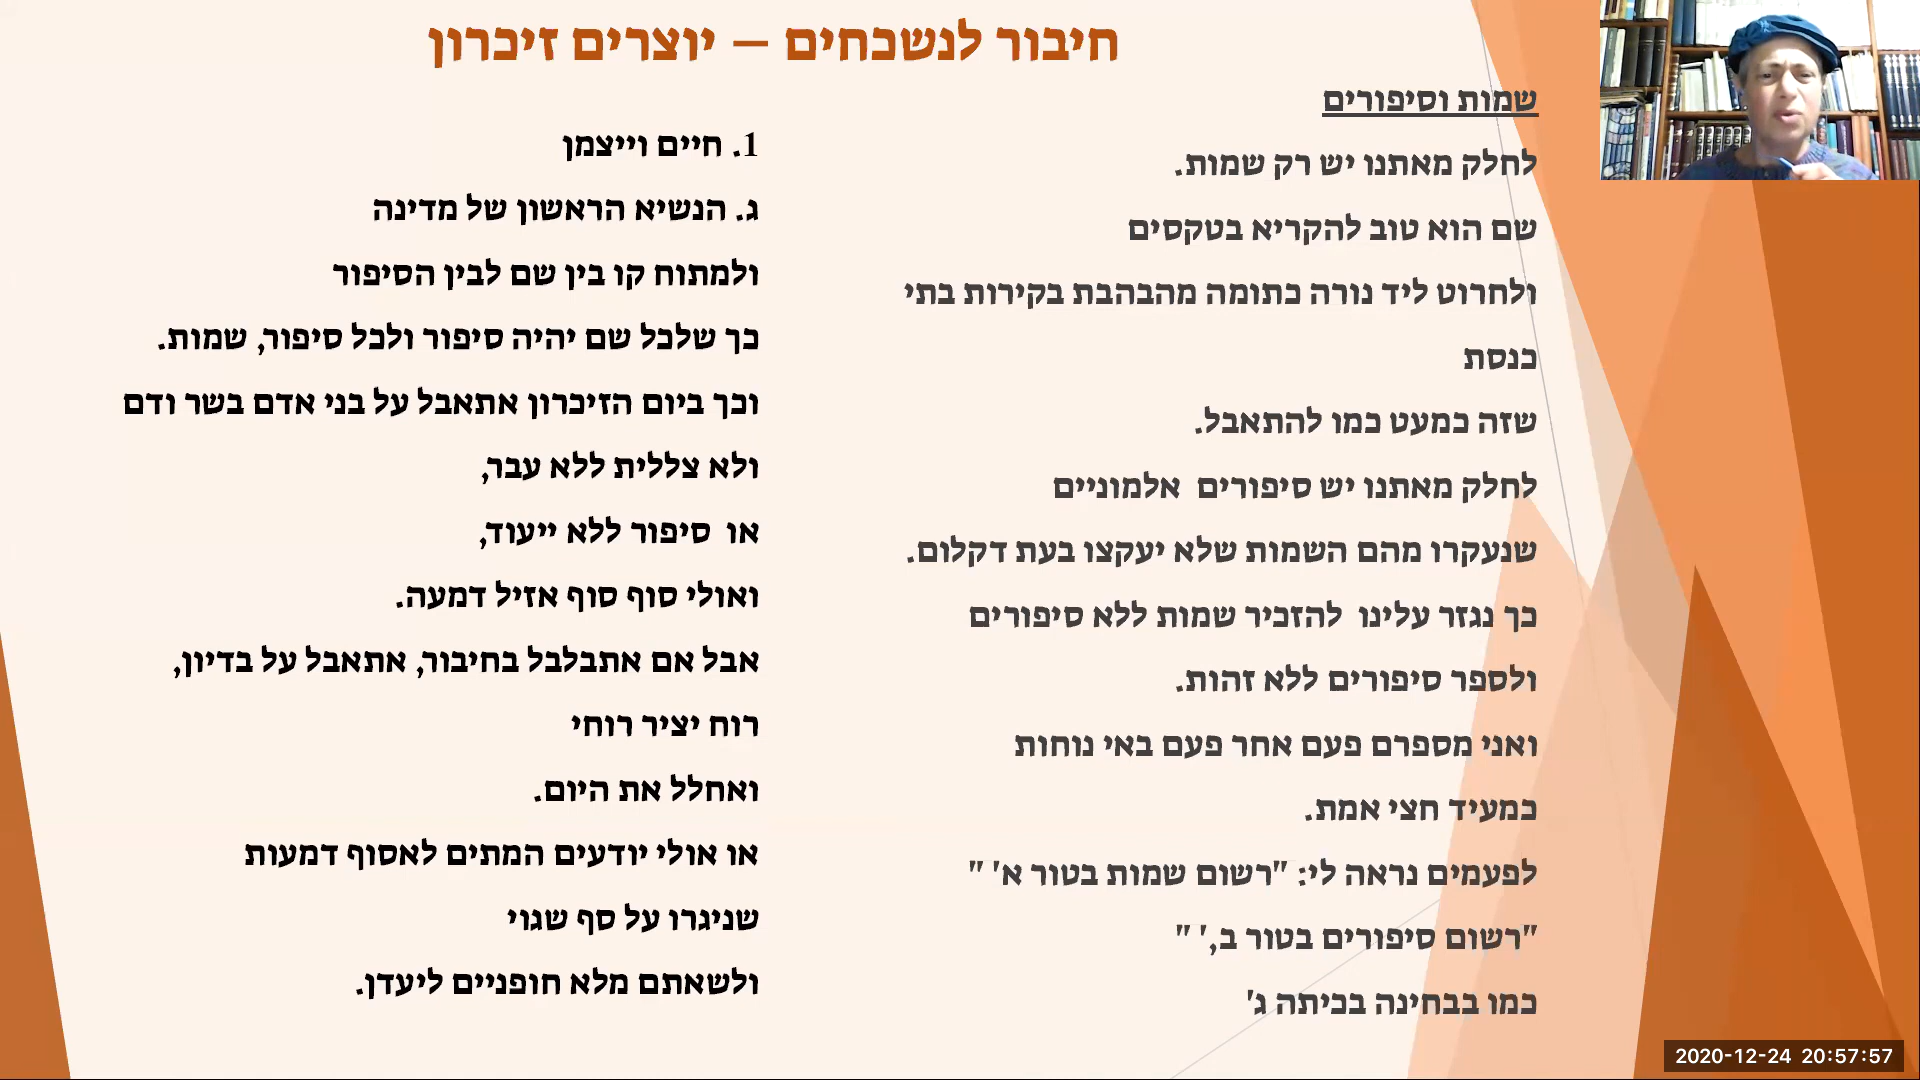 חיבור לנשכחים – יוצרים זיכרון
שמות וסיפורים
לחלק מאתנו יש רק שמות.
שם הוא טוב להקריא בטקסים
ולחרוט ליד נורה כתומה מהבהבת בקירות בתי
כנסת
שזה כמעט כמו להתאבל.
לחלק מאתנו יש סיפורים אלמוניים
שנעקרו מהם השמות שלא יעקצו בעת דקלום.
כך נגזר עלינו להזכיר שמות ללא סיפורים
ולספר סיפורים ללא זהות.
ואני מספרם פעם אחר פעם באי נוחות
כמעיד חצי אמת.
לפעמים נראה לי: "רשום שמות בטור א' "
"רשום סיפורים בטור ב,' "
כמו בבחינה בכיתה ג'
1. חיים וייצמן
ג. הנשיא הראשון של מדינה
ולמתוח קו בין שם לבין הסיפור
כך שלכל שם יהיה סיפור ולכל סיפור, שמות.
וכך ביום הזיכרון אתאבל על בני אדם בשר ודם
ולא צללית ללא עבר,
או סיפור ללא ייעוד,
ואולי סוף סוף אזיל דמעה.
אבל אם אתבלבל בחיבור, אתאבל על בדיון,
רוח יציר רוחי
ואחלל את היום.
או אולי יודעים המתים לאסוף דמעות
שניגרו על סף שגוי
ולשאתם מלא חופניים ליעדן.
2020-12-24 20:57:57